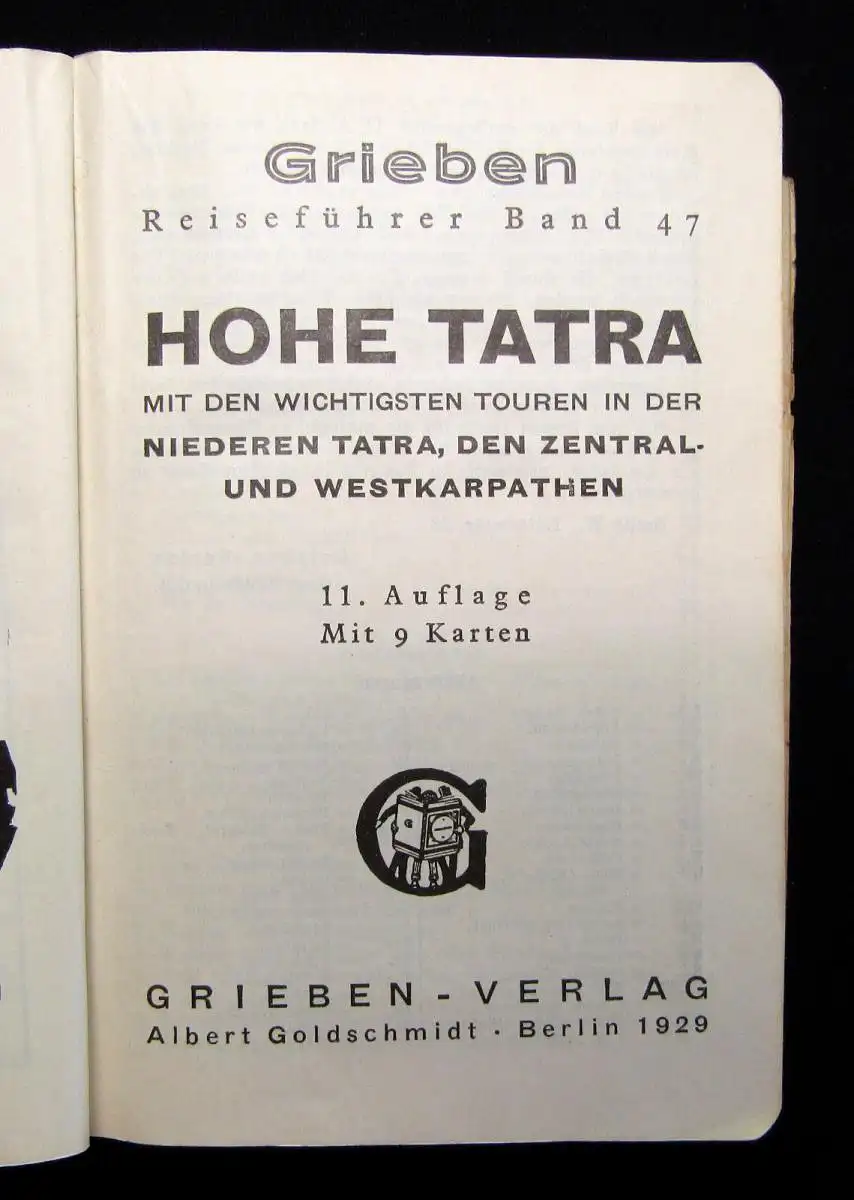 Grieben
Reiseführer Band 47
HOHE TATRA
MIT DEN WICHTIGSTEN TOUREN IN DER
NIEDEREN TATRA, DEN ZENTRAL-
UND WESTKARPATHEN
11. Auflage
Mit 9 Karten
G
GRIEBEN-VERLAG
Albert Goldschmidt · Berlin 1929